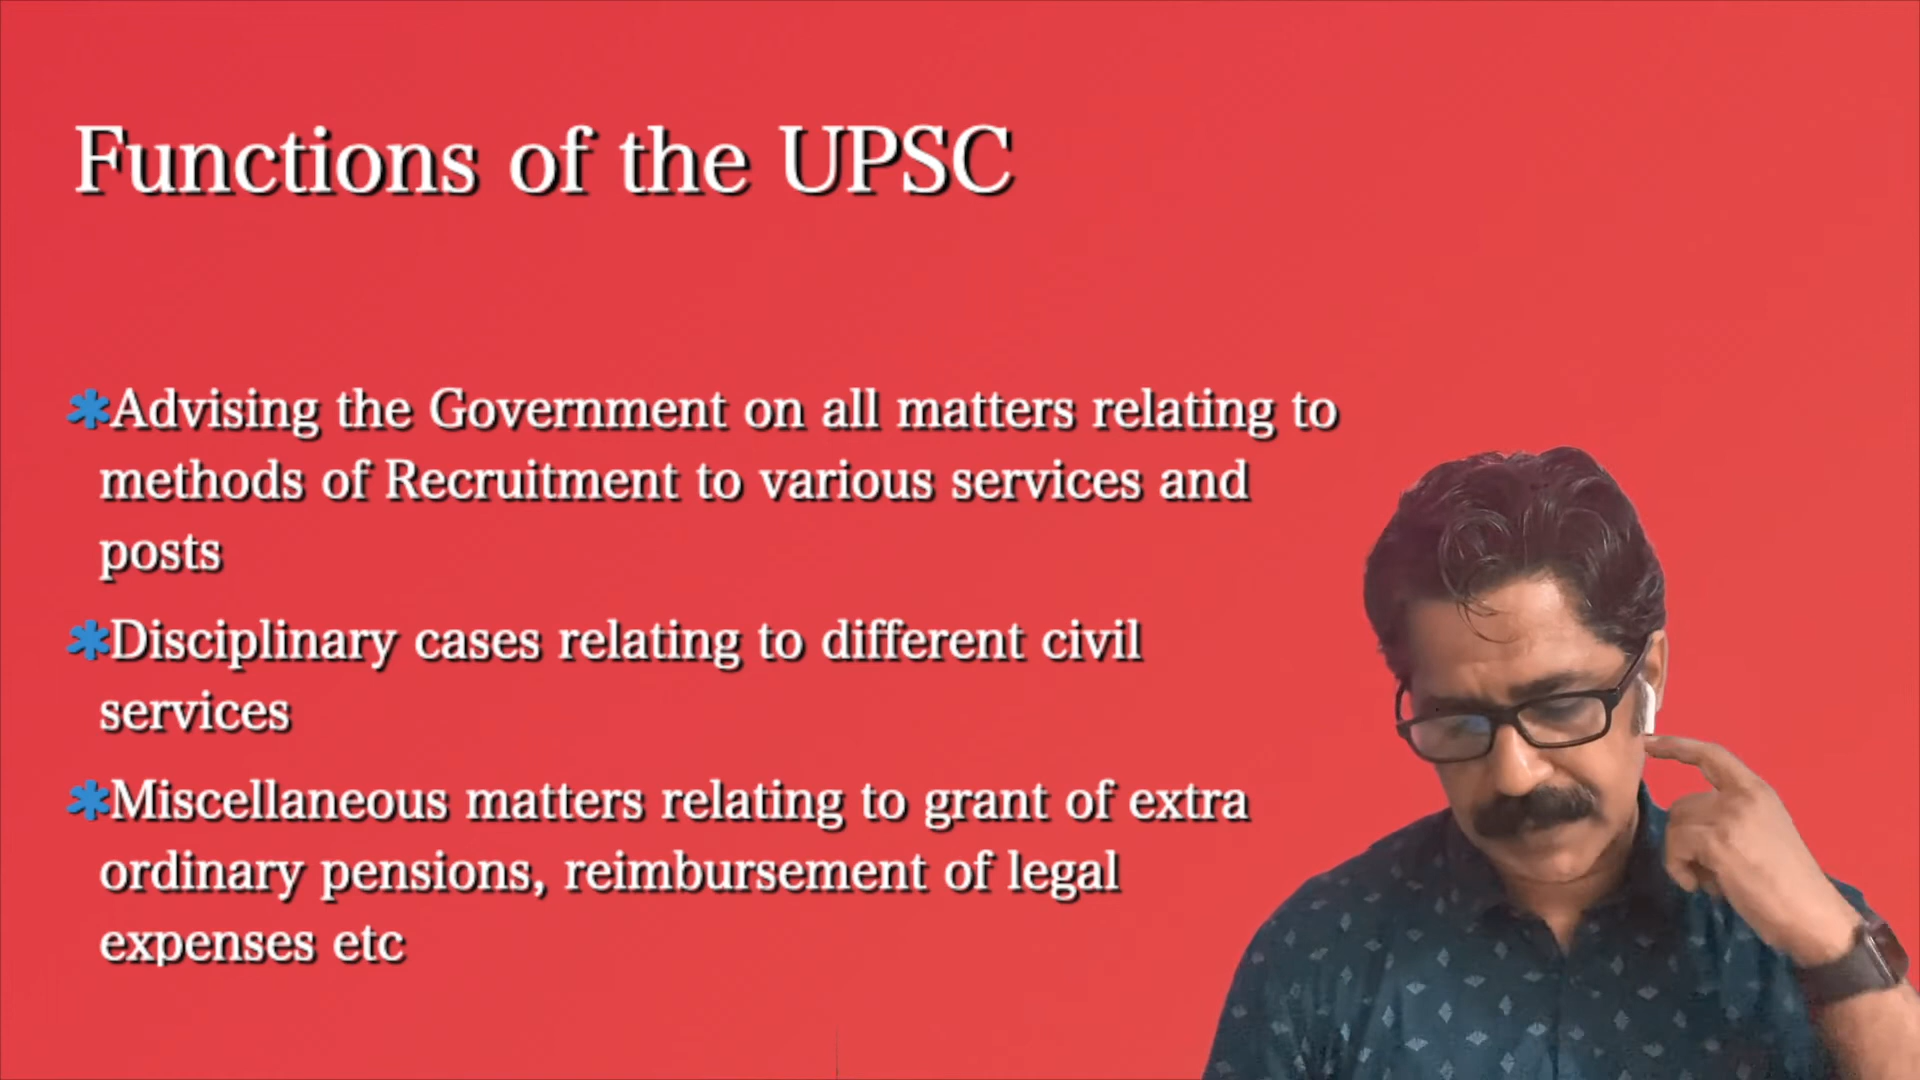 Functions of the UPSC
*Advising the Government on all matters relating to
methods of Recruitment to various services and
posts
*Disciplinary cases relating to different civil
services
*Miscellaneous matters relating to grant of extra
ordinary pensions, reimbursement of legal
expenses etc